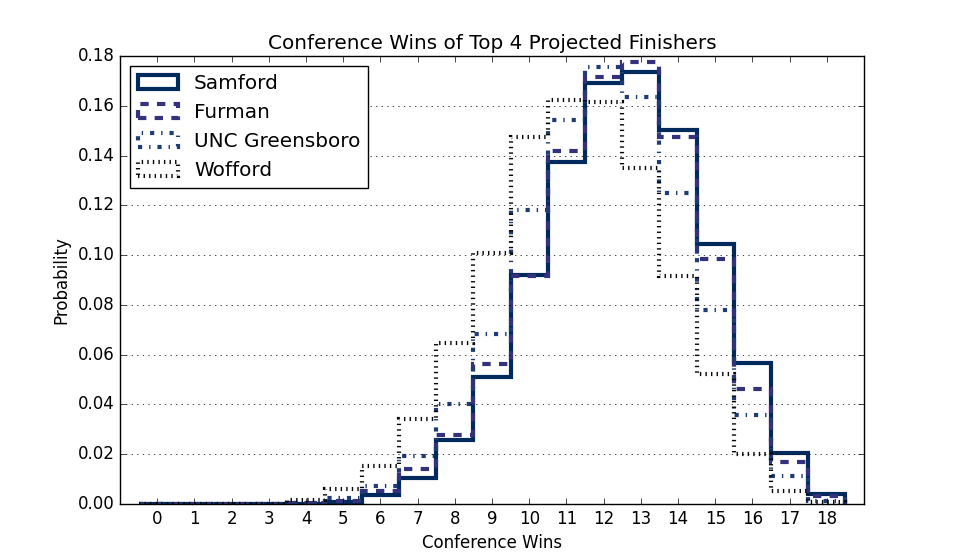 Conference Wins of Top 4 Projected Finishers
0.18
0.16
0.14
0.12
0.10
0.08
0.06
0.04
0.02
0.00
Probability
Samford
Furman
UNC Greensboro
Wofford
0 1 2 3 4 5 6 7 8 9 10 11 12 13 14 15 16 17 18
Conference Wins